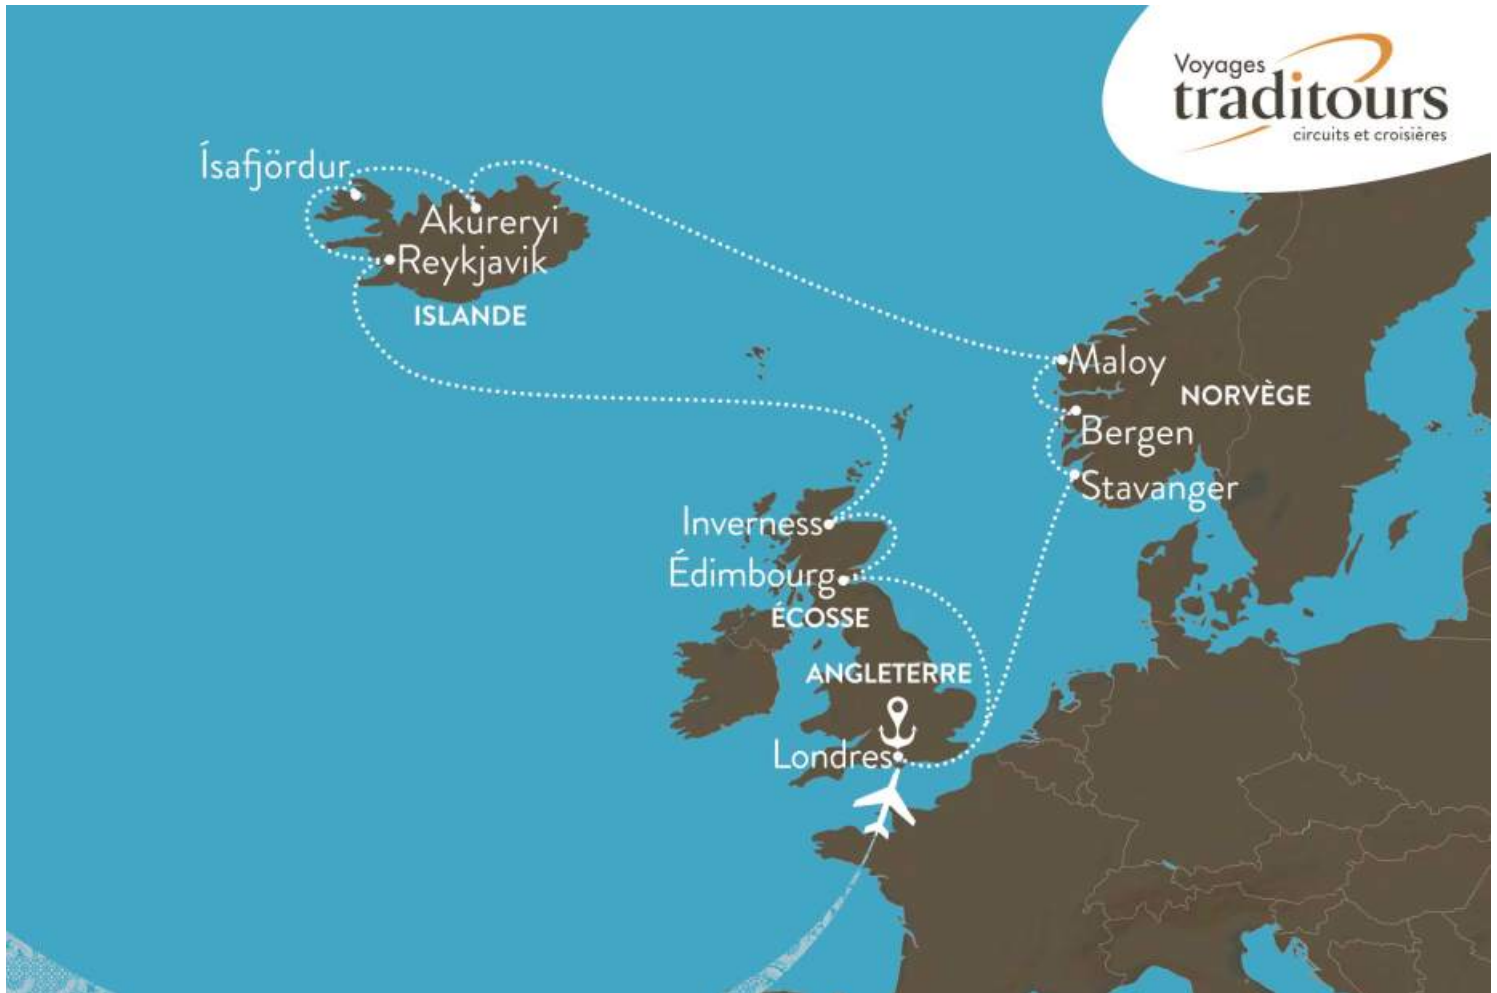 Voyages
traditours
circuits et croisières
Ísafjördur
Akureryi
Reykjavik
ISLANDE
Maloy
NORVÈGE
Bergen
Stavanger
Inverness
Édimbourg
ÉCOSSE
ANGLETERRE
Londres